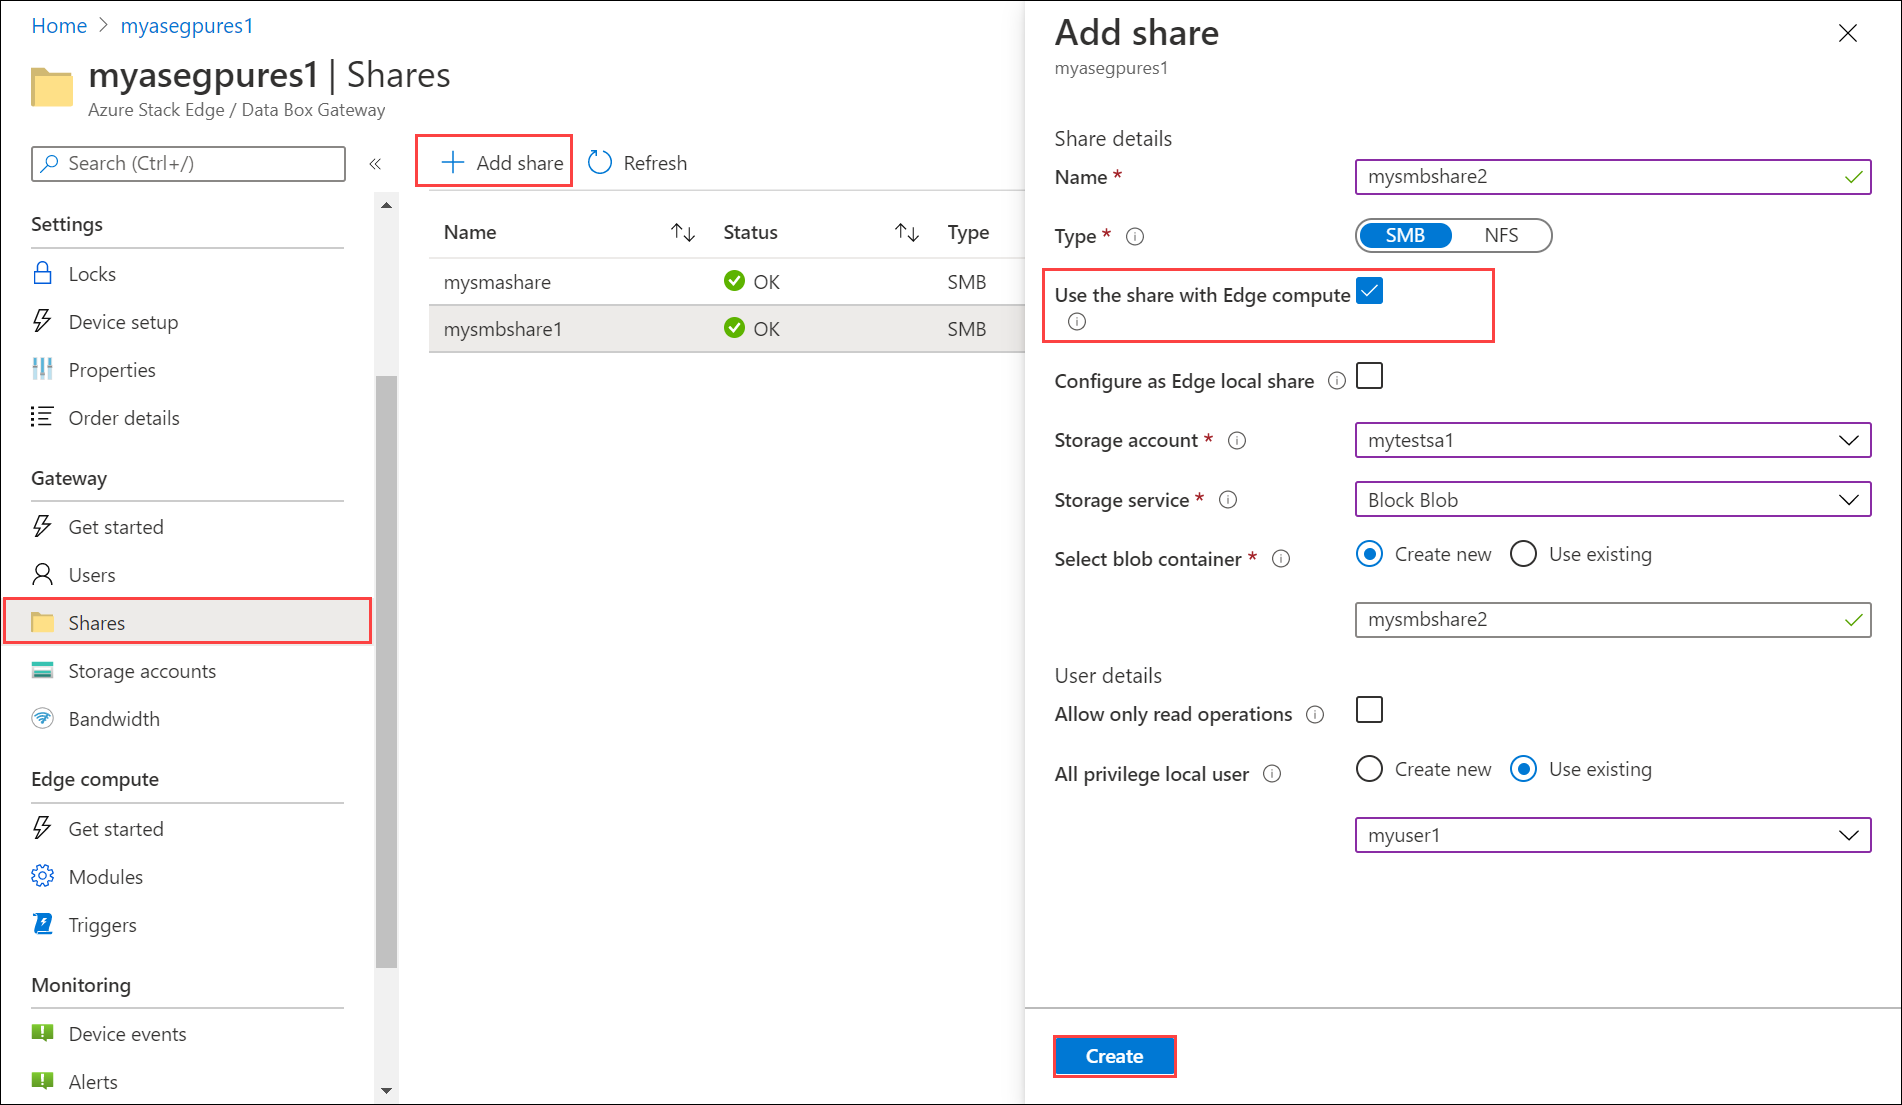 Home > myasegpures1
myasegpures1 | Shares
Azure Stack Edge / Data Box Gateway
Search (Ctrl+/)
«
Settings
Locks
Device setup
Properties
Order details
Gateway
Get started
Users
Shares
Storage accounts
Bandwidth
Edge compute
Get started
Modules
Triggers
Monitoring
Device events
Alerts
Add share
Refresh
Name Status Type
mysmashare OK SMB
mysmbshare1 OK SMB
Add share
myasegpures1
Share details
Name * mysmbshare2
Type * SMB NFS
Use the share with Edge compute
Configure as Edge local share
Storage account * mytestsa1
Storage service * Block Blob
Select blob container * Create new Use existing
mysmbshare2
User details
Allow only read operations
All privilege local user Create new Use existing
myuser1
Create